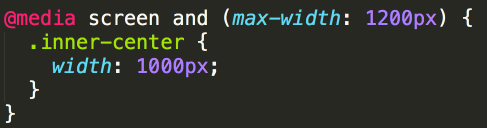 @media screen and (max-width: 1200px) {
  .inner-center {
    width: 1000px;
  }
}